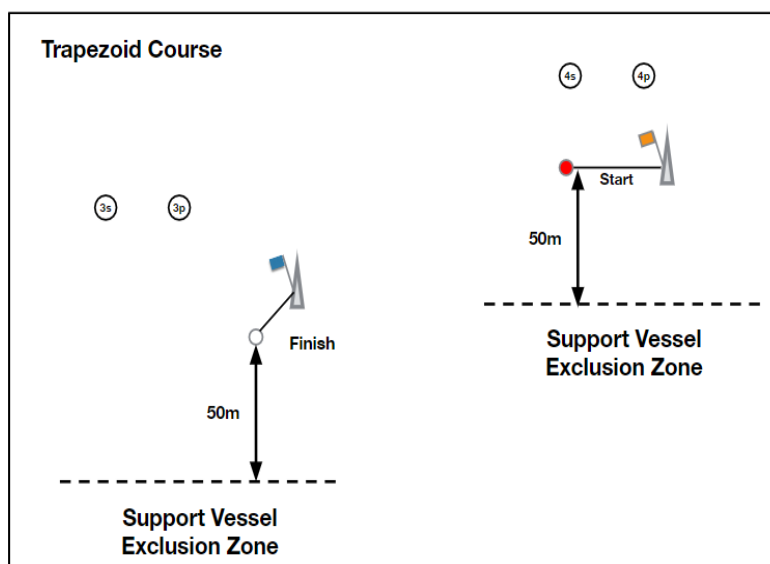 Trapezoid Course
4s
4p
Start
50m
3s
3p
Finish
50m
Support Vessel
Exclusion Zone
Support Vessel
Exclusion Zone